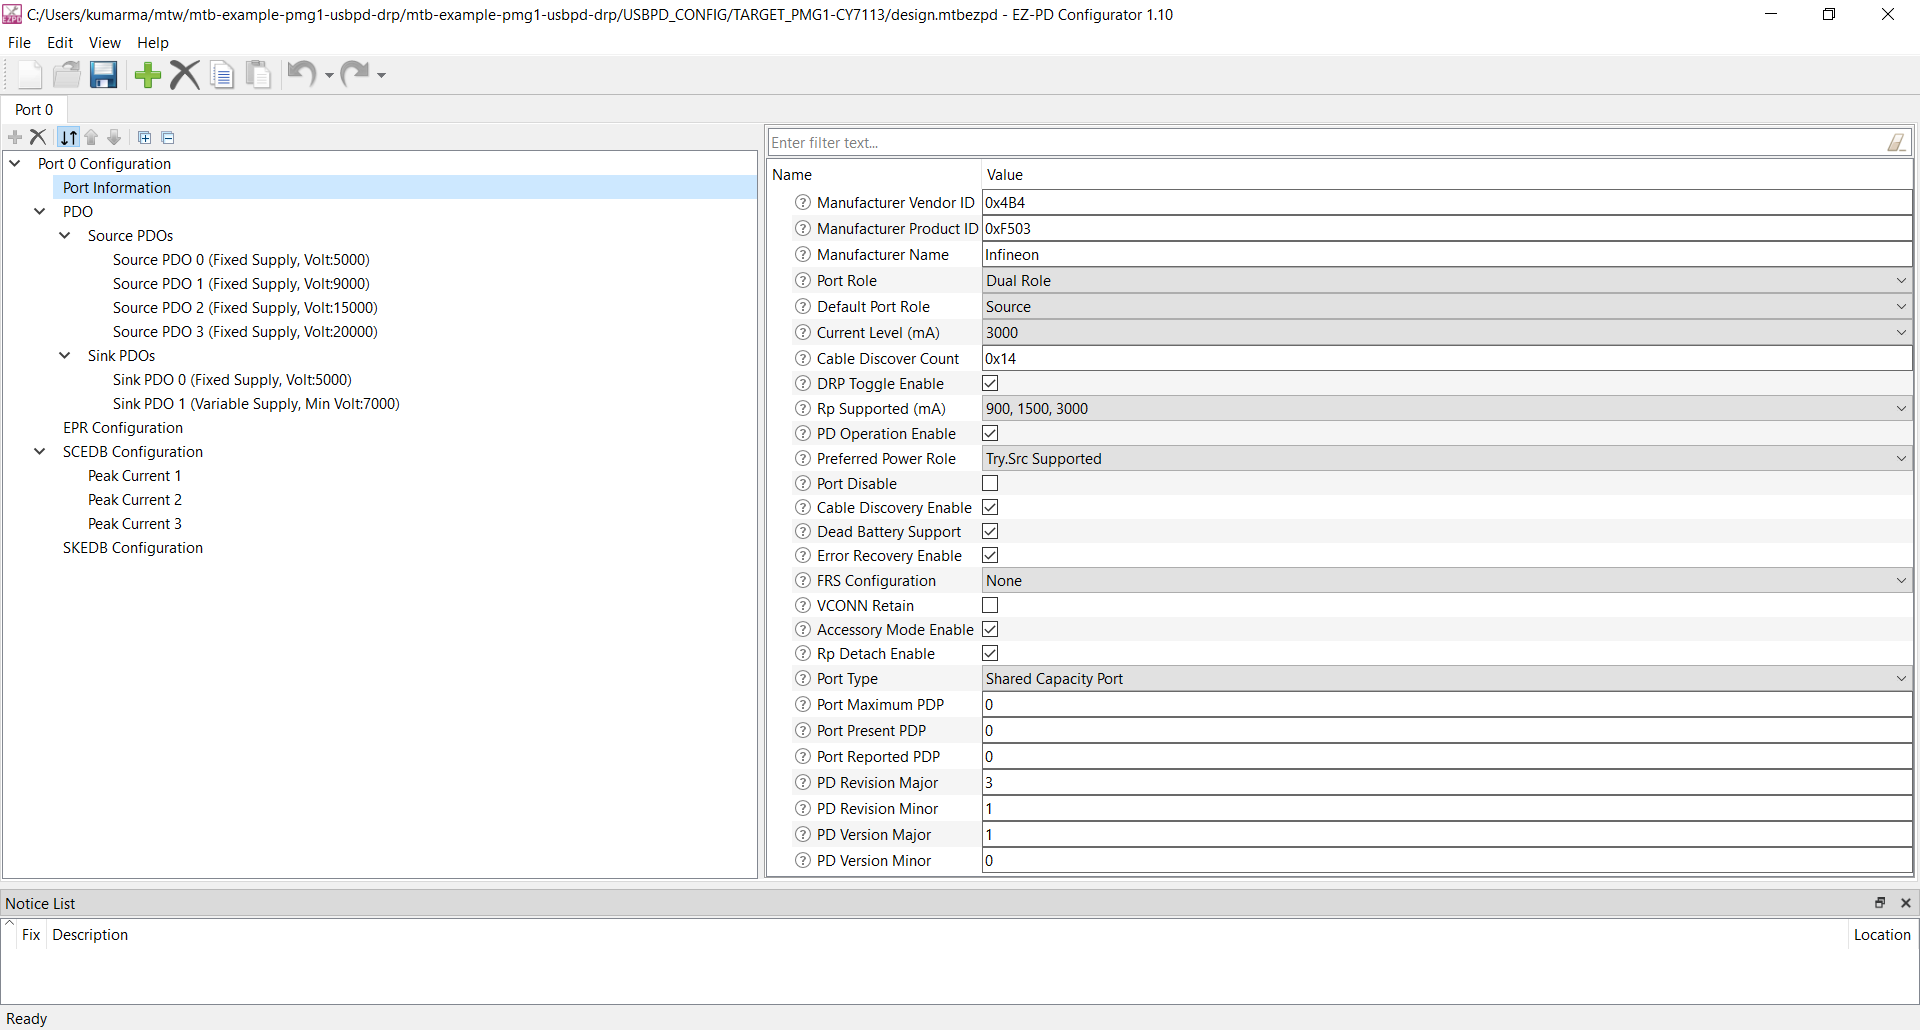 C:/Users/kumarma/mtw/mtb-example-pmg1-usbpd-drp/mtb-example-pmg1-usbpd-drp/USBPD_CONFIG/TARGET_PMG1-CY7113/design.mtbezpd - EZ-PD Configurator 1.10
File Edit View Help
Port 0
Port 0 Configuration
Port Information
PDO
Source PDOs
Source PDO 0 (Fixed Supply, Volt:5000)
Source PDO 1 (Fixed Supply, Volt:9000)
Source PDO 2 (Fixed Supply, Volt:15000)
Source PDO 3 (Fixed Supply, Volt:20000)
Sink PDOs
Sink PDO 0 (Fixed Supply, Volt:5000)
Sink PDO 1 (Variable Supply, Min Volt:7000)
EPR Configuration
SCEDB Configuration
Peak Current 1
Peak Current 2
Peak Current 3
SKEDB Configuration
Enter filter text...
Name Value
Manufacturer Vendor ID 0x4B4
Manufacturer Product ID 0xF503
Manufacturer Name Infineon
Port Role Dual Role
Default Port Role Source
Current Level (mA) 3000
Cable Discover Count 0x14
DRP Toggle Enable
Rp Supported (mA) 900, 1500, 3000
PD Operation Enable
Preferred Power Role Try.Src Supported
Port Disable
Cable Discovery Enable
Dead Battery Support
Error Recovery Enable
FRS Configuration None
VCONN Retain
Accessory Mode Enable
Rp Detach Enable
Port Type Shared Capacity Port
Port Maximum PDP 0
Port Present PDP 0
Port Reported PDP 0
PD Revision Major 3
PD Revision Minor 1
PD Version Major 1
PD Version Minor 0
Notice List
Fix Description Location
Ready